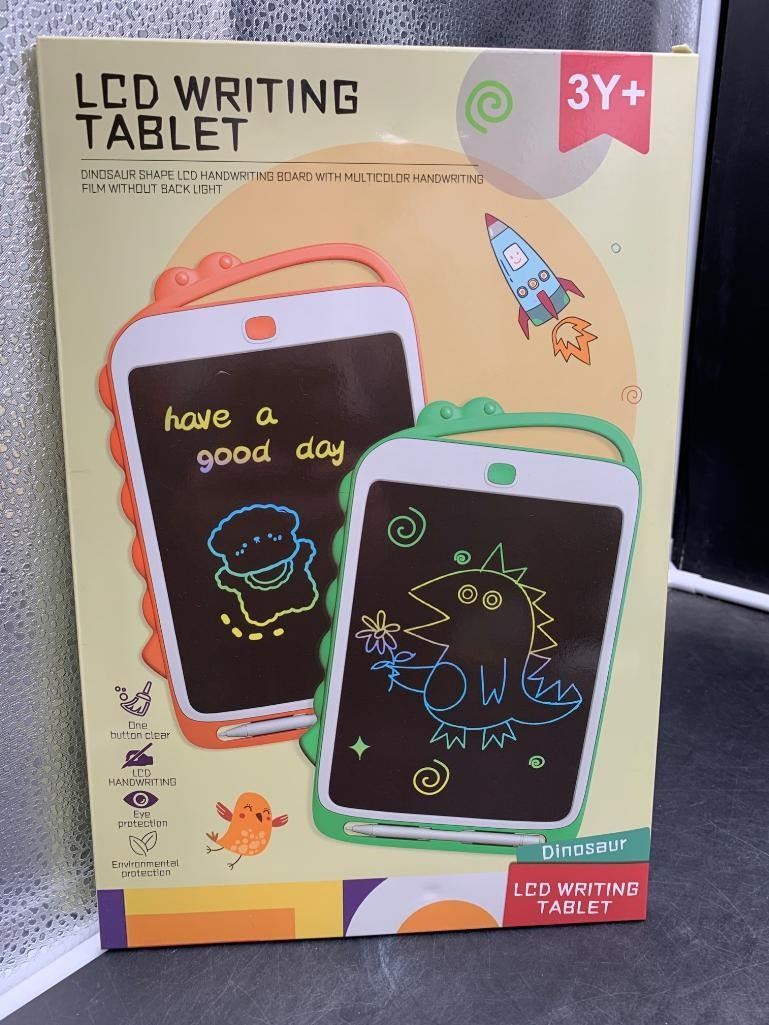 LCD WRITING
TABLET
3Y+
DINOSAUR SHAPE LCD HANDWRITING BOARD WITH MULTICOLOR HANDWRITING
FILM WITHOUT BACK LIGHT
have a
good day
W
One
button clear
LCD
HANDWRITING
Eye
protection
Environmental
protection
Dinosaur
LCD WRITING
TABLET